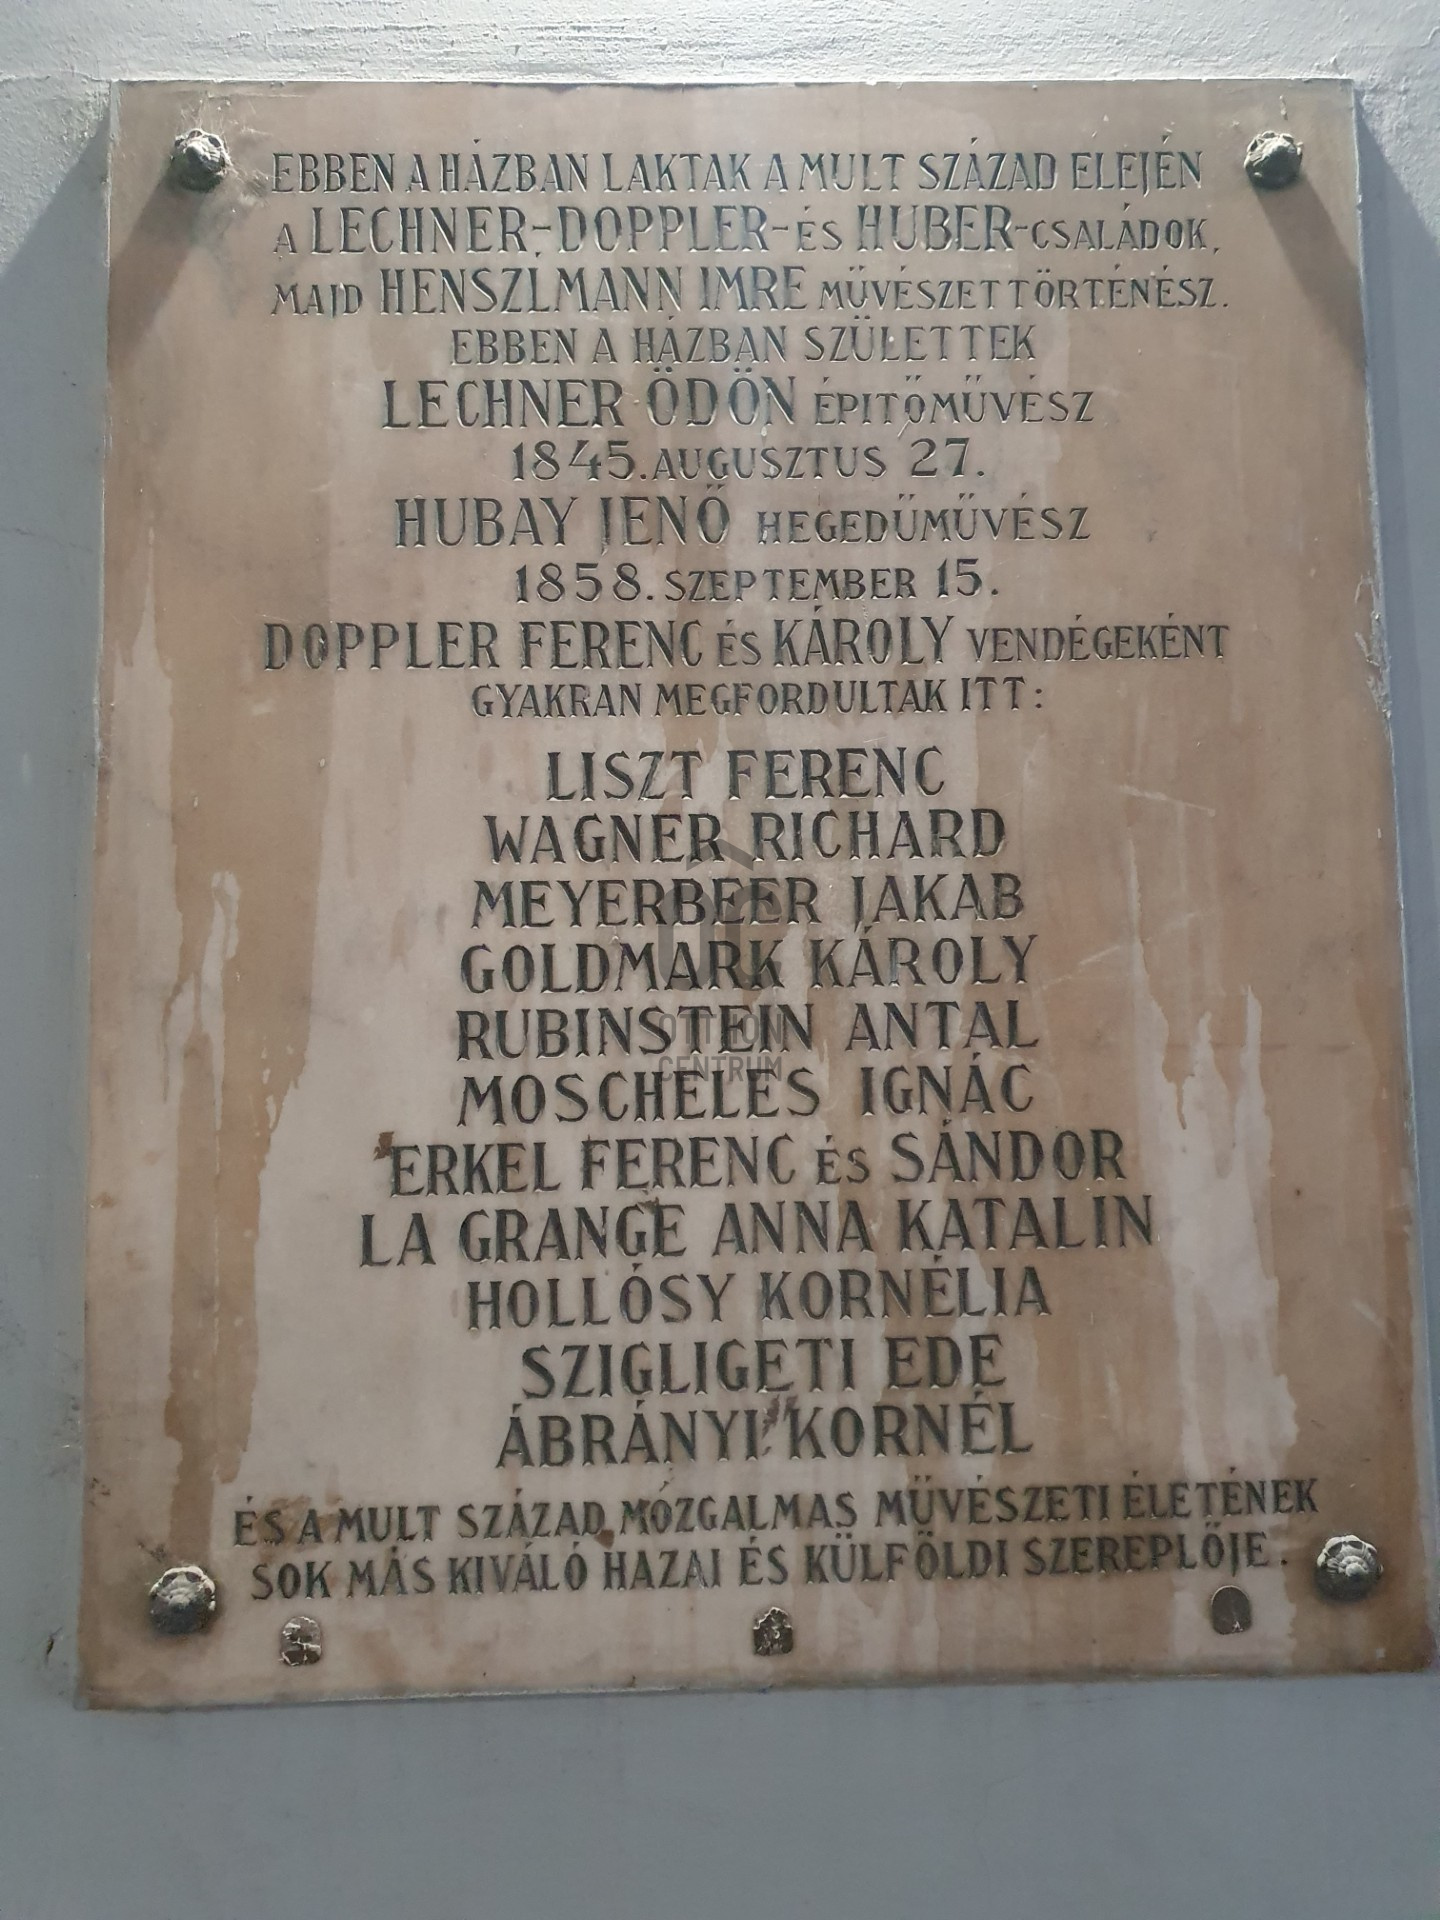 EBBEN A HÁZBAN LAKTAK A MULT SZÁZAD ELEJÉN
A LECHNER-DOPPLER-ÉS HUBER-CSALÁDOK,
MAJD HENSZLMANN IMRE MŰVÉSZETTÖRTÉNÉSZ.
EBBEN A HÁZBAN SZÜLETTEK
LECHNER ÖDÖN ÉPITŐMŰVÉSZ
1845. AUGUSZTUS 27.
HUBAY JENŐ HEGEDŰMŰVÉSZ
1858. SZEPTEMBER 15.
DOPPLER FERENC ÉS KÁROLY VENDÉGEKÉNT
GYAKRAN MEGFORDULTAK ITT:
LISZT FERENC
WAGNER RICHARD
MEYERBEER JAKAB
GOLDMARK KÁROLY
RUBINSTEIN ANTAL
OTTHON
CENTRUM
MOSCHELES IGNÁC
ERKEL FERENC ÉS SÁNDOR
LA GRANGE ANNA KATALIN
HOLLÓSY KORNÉLIA
SZIGLIGETI EDE
ÁBRÁNYI KORNÉL
ÉS A MULT SZÁZAD MOZGALMAS MŰVÉSZETI ÉLETÉNEK
SOK MÁS KIVÁLÓ HAZAI ÉS KÜLFÖLDI SZEREPLŐJE.